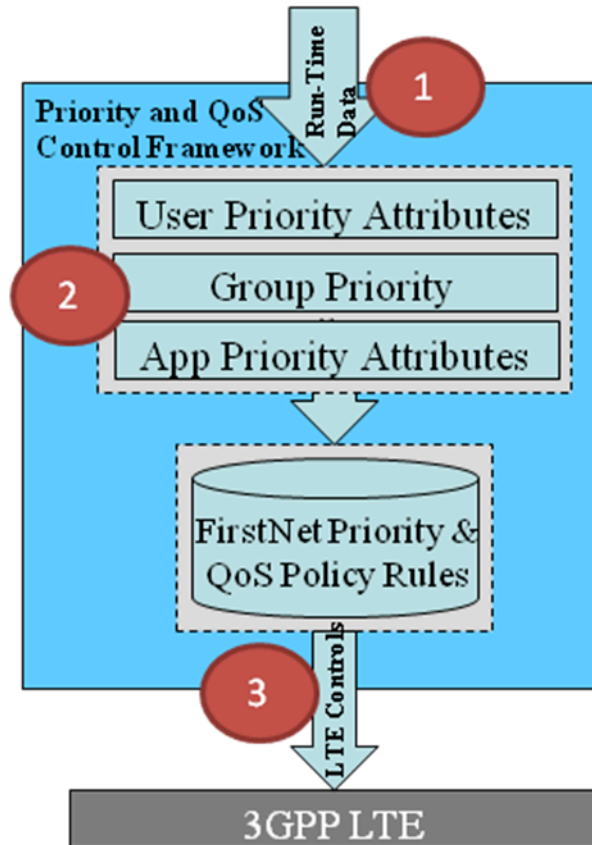 Run-Time
Data
1
Priority and QoS
Control Framework
User Priority Attributes
2
Group Priority
App Priority Attributes
FirstNet Priority &
QoS Policy Rules
3
LTE Controls
3GPP LTE